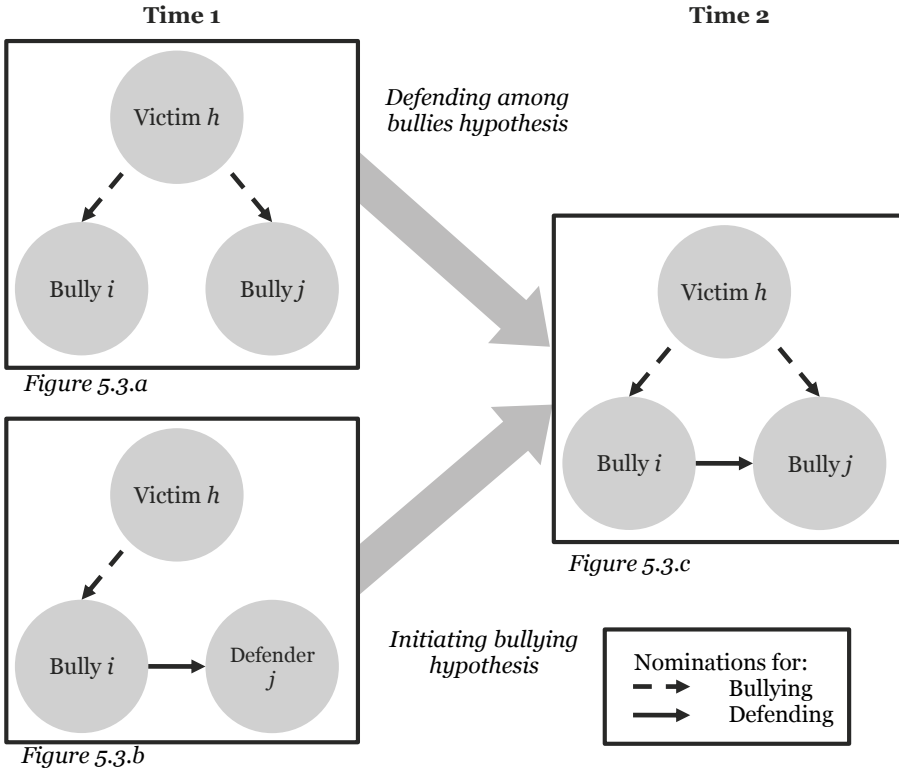 Time 1
Time 2
Victim h
Bully i
Bully j
Figure 5.3.a
Defending among
bullies hypothesis
Victim h
Bully i
Bully j
Figure 5.3.c
Victim h
Bully i
Defender
j
Figure 5.3.b
Initiating bullying
hypothesis
Nominations for:
Bullying
Defending